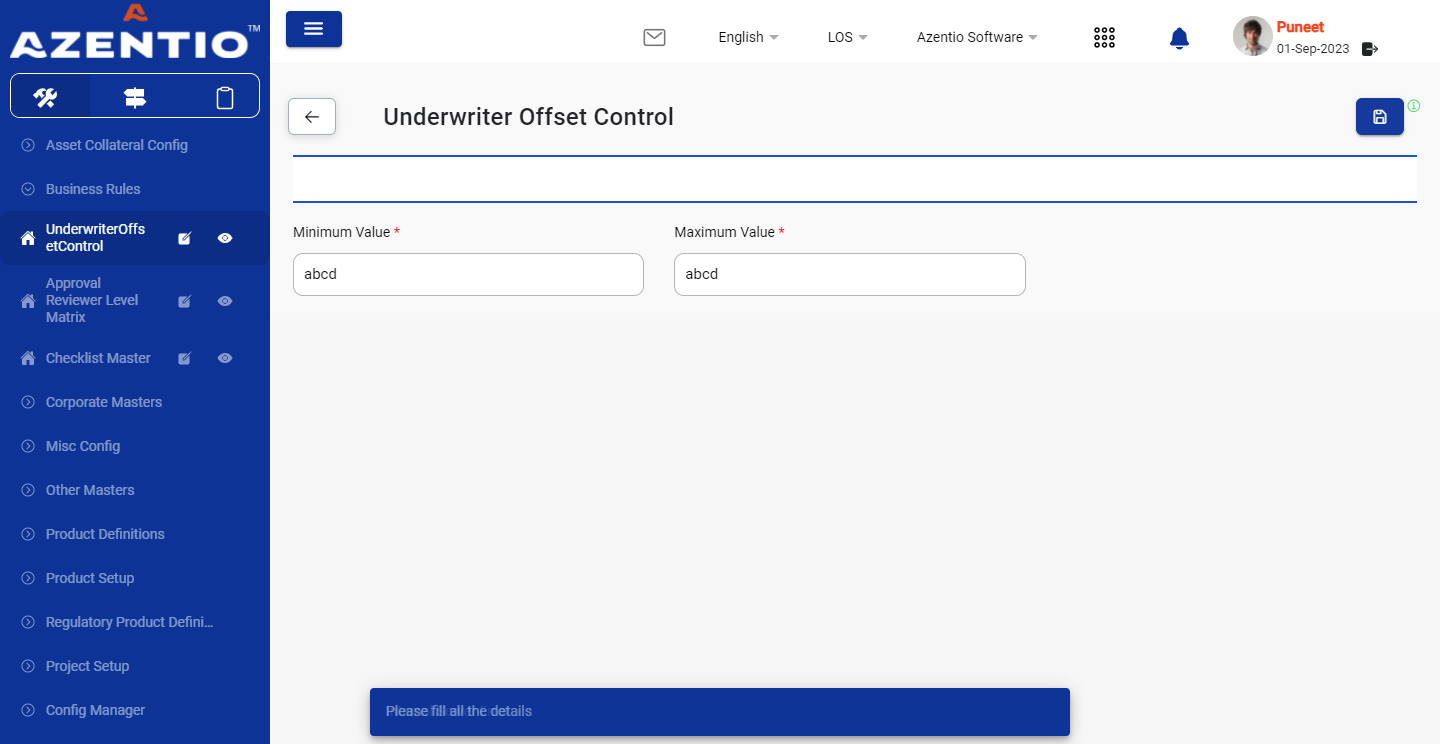 AZENTIO™
English
LOS
Azentio Software
Puneet
01-Sep-2023
Asset Collateral Config
Business Rules
UnderwriterOffs
etControl
Approval
Reviewer Level
Matrix
Checklist Master
Corporate Masters
Misc Config
Other Masters
Product Definitions
Product Setup
Regulatory Product Defini...
Project Setup
Config Manager
Underwriter Offset Control
Minimum Value *
Maximum Value *
abcd
abcd
Please fill all the details